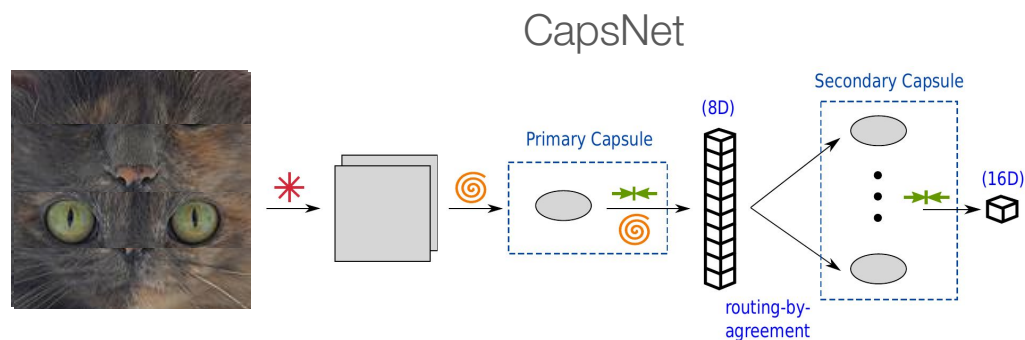 CapsNet
Secondary Capsule
(8D)
Primary Capsule
(16D)
routing-by-
agreement